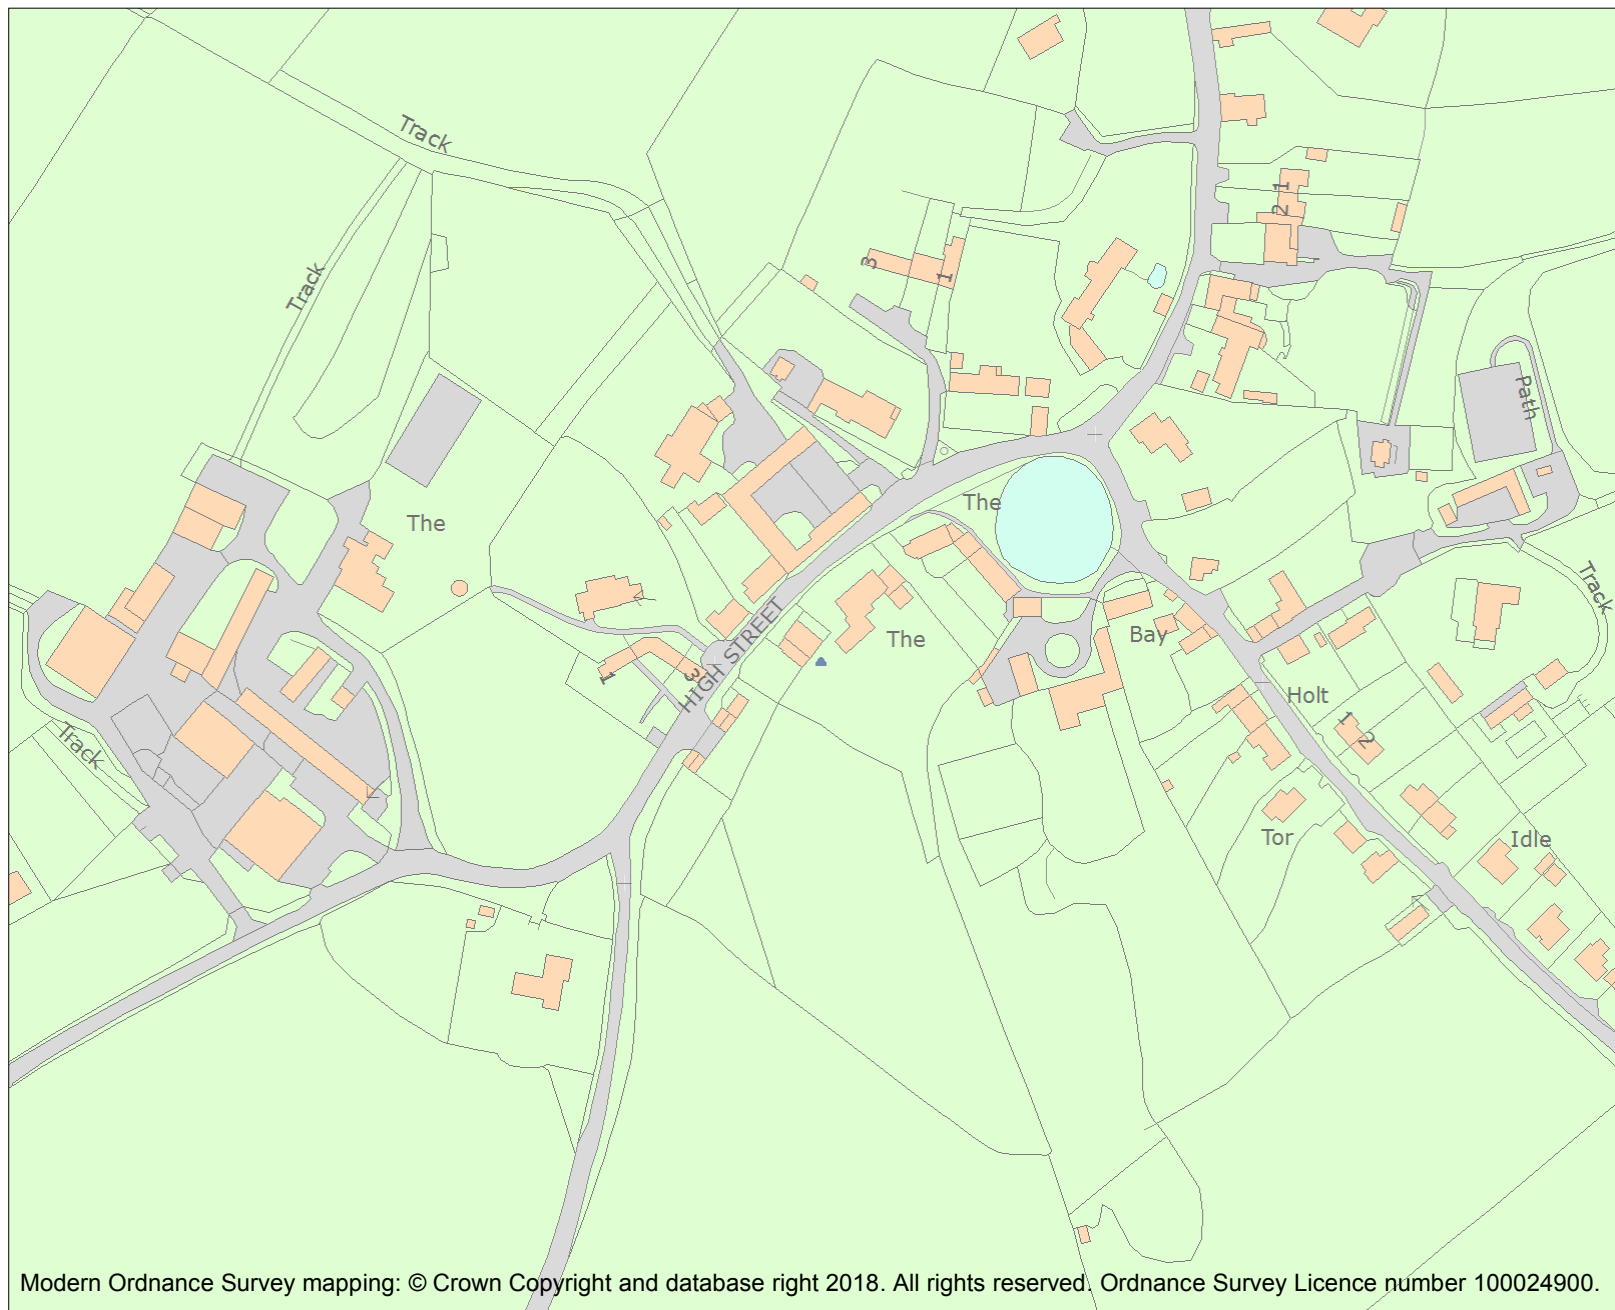 Track
1
2
3
1
Track
Path
The
The
Track
HIGH STREET
The
Bay
1
3
Holt
1
2
Track
Tor
Idle
Modern Ordnance Survey mapping: © Crown Copyright and database right 2018. All rights reserved. Ordnance Survey Licence number 100024900.